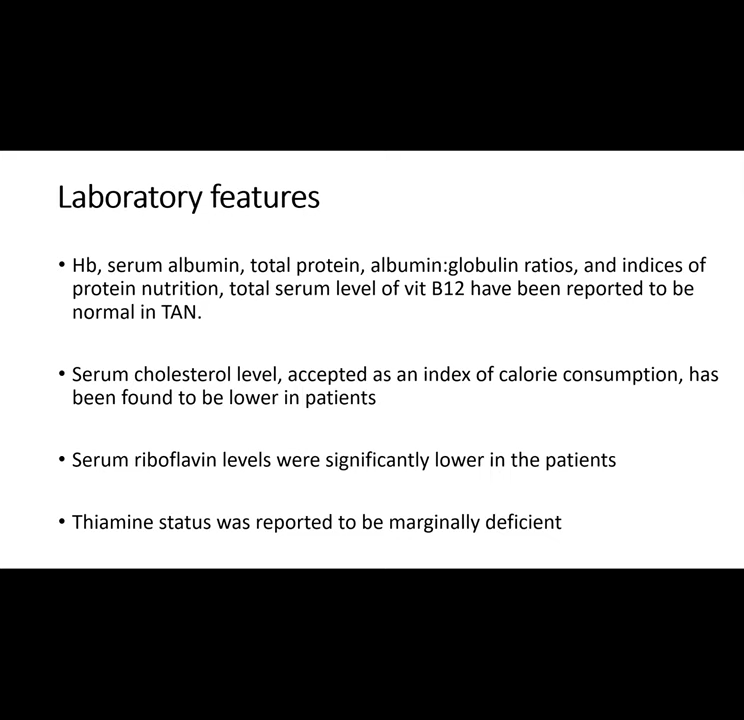 Laboratory features
• Hb, serum albumin, total protein, albumin:globulin ratios, and indices of
protein nutrition, total serum level of vit B12 have been reported to be
normal in TAN.
• Serum cholesterol level, accepted as an index of calorie consumption, has
been found to be lower in patients
• Serum riboflavin levels were significantly lower in the patients
• Thiamine status was reported to be marginally deficient